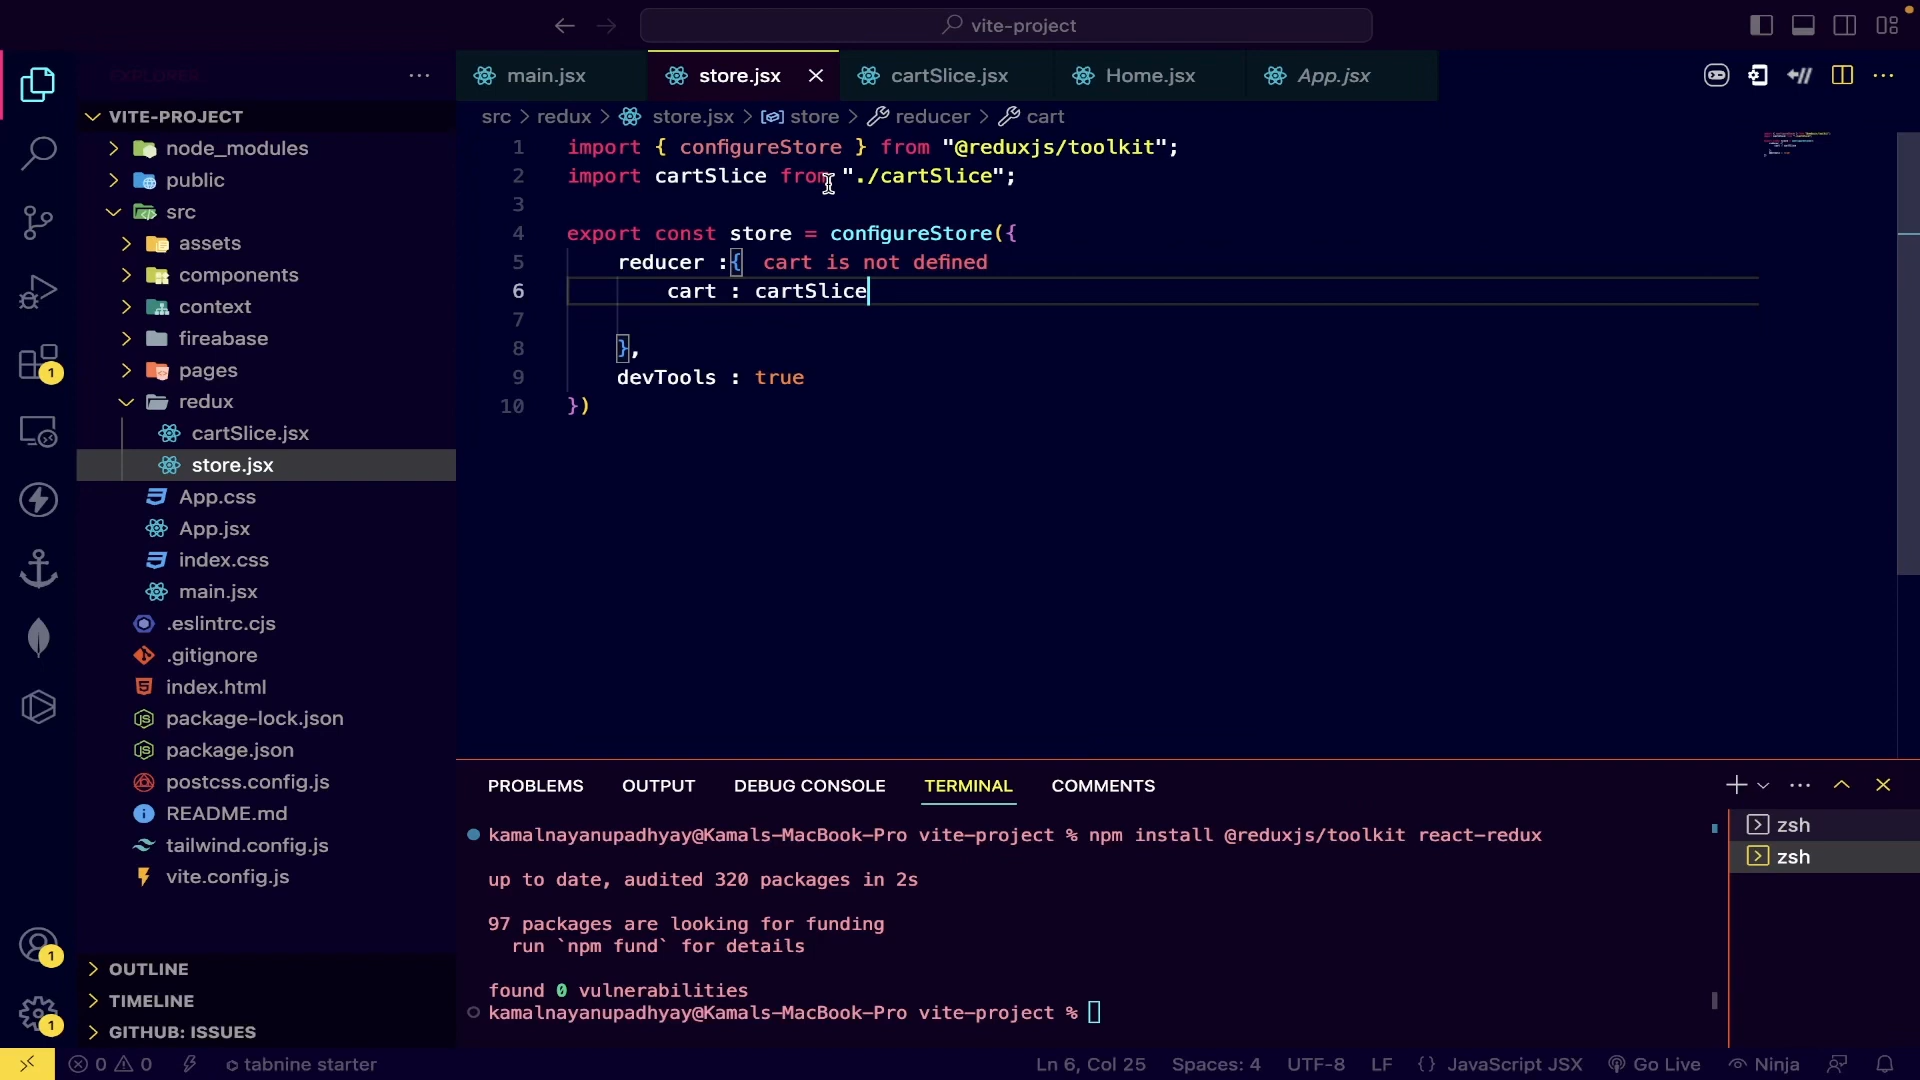 vite-project
EXPLORER
main.jsx
store.jsx
cartSlice.jsx
Home.jsx
App.jsx
VITE-PROJECT
node_modules
public
src
assets
components
context
fireabase
pages
redux
cartSlice.jsx
store.jsx
App.css
App.jsx
index.css
main.jsx
.eslintrc.cjs
.gitignore
index.html
package-lock.json
package.json
postcss.config.js
README.md
tailwind.config.js
vite.config.js
OUTLINE
TIMELINE
GITHUB: ISSUES
1
1
1
src > redux > store.jsx > store > reducer > cart
1 import { configureStore } from "@reduxjs/toolkit";
2 import cartSlice from "./cartSlice";
3
4 export const store = configureStore({
5 reducer :{ cart is not defined
6 cart : cartSlice
7
8 },
9 devTools : true
10 })
PROBLEMS OUTPUT DEBUG CONSOLE TERMINAL COMMENTS
kamalnayanupadhyay@Kamals-MacBook-Pro vite-project % npm install @reduxjs/toolkit react-redux
up to date, audited 320 packages in 2s
97 packages are looking for funding
run `npm fund` for details
found 0 vulnerabilities
kamalnayanupadhyay@Kamals-MacBook-Pro vite-project %
zsh
zsh
0 0 tabnine starter Ln 6, Col 25 Spaces: 4 UTF-8 LF {} JavaScript JSX Go Live Ninja